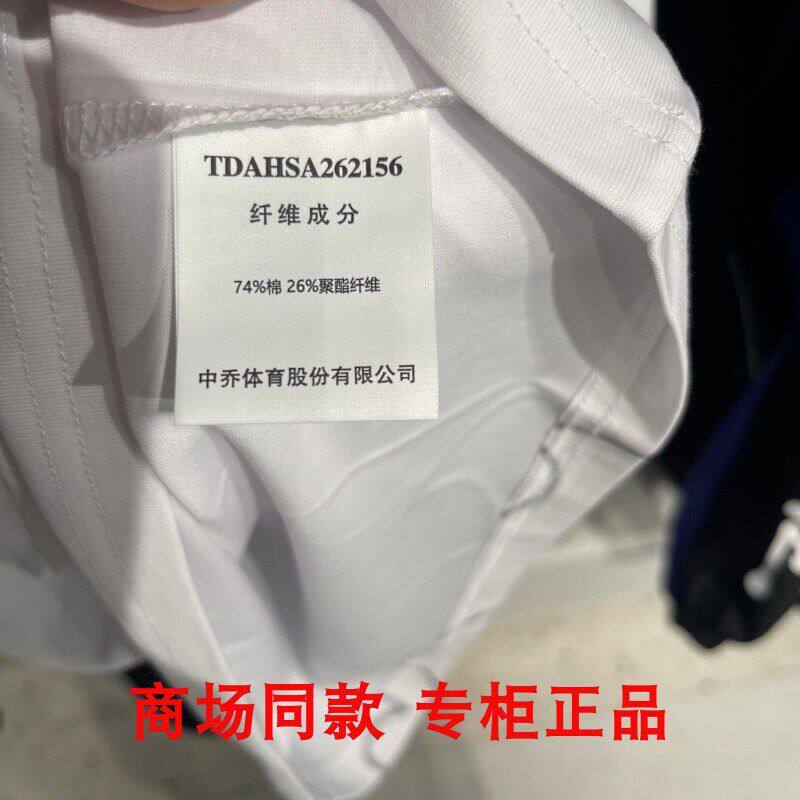 TDAHSA262156
纤维成分
74%棉 26%聚酯纤维
中乔体育股份有限公司
商场同款 专柜正品